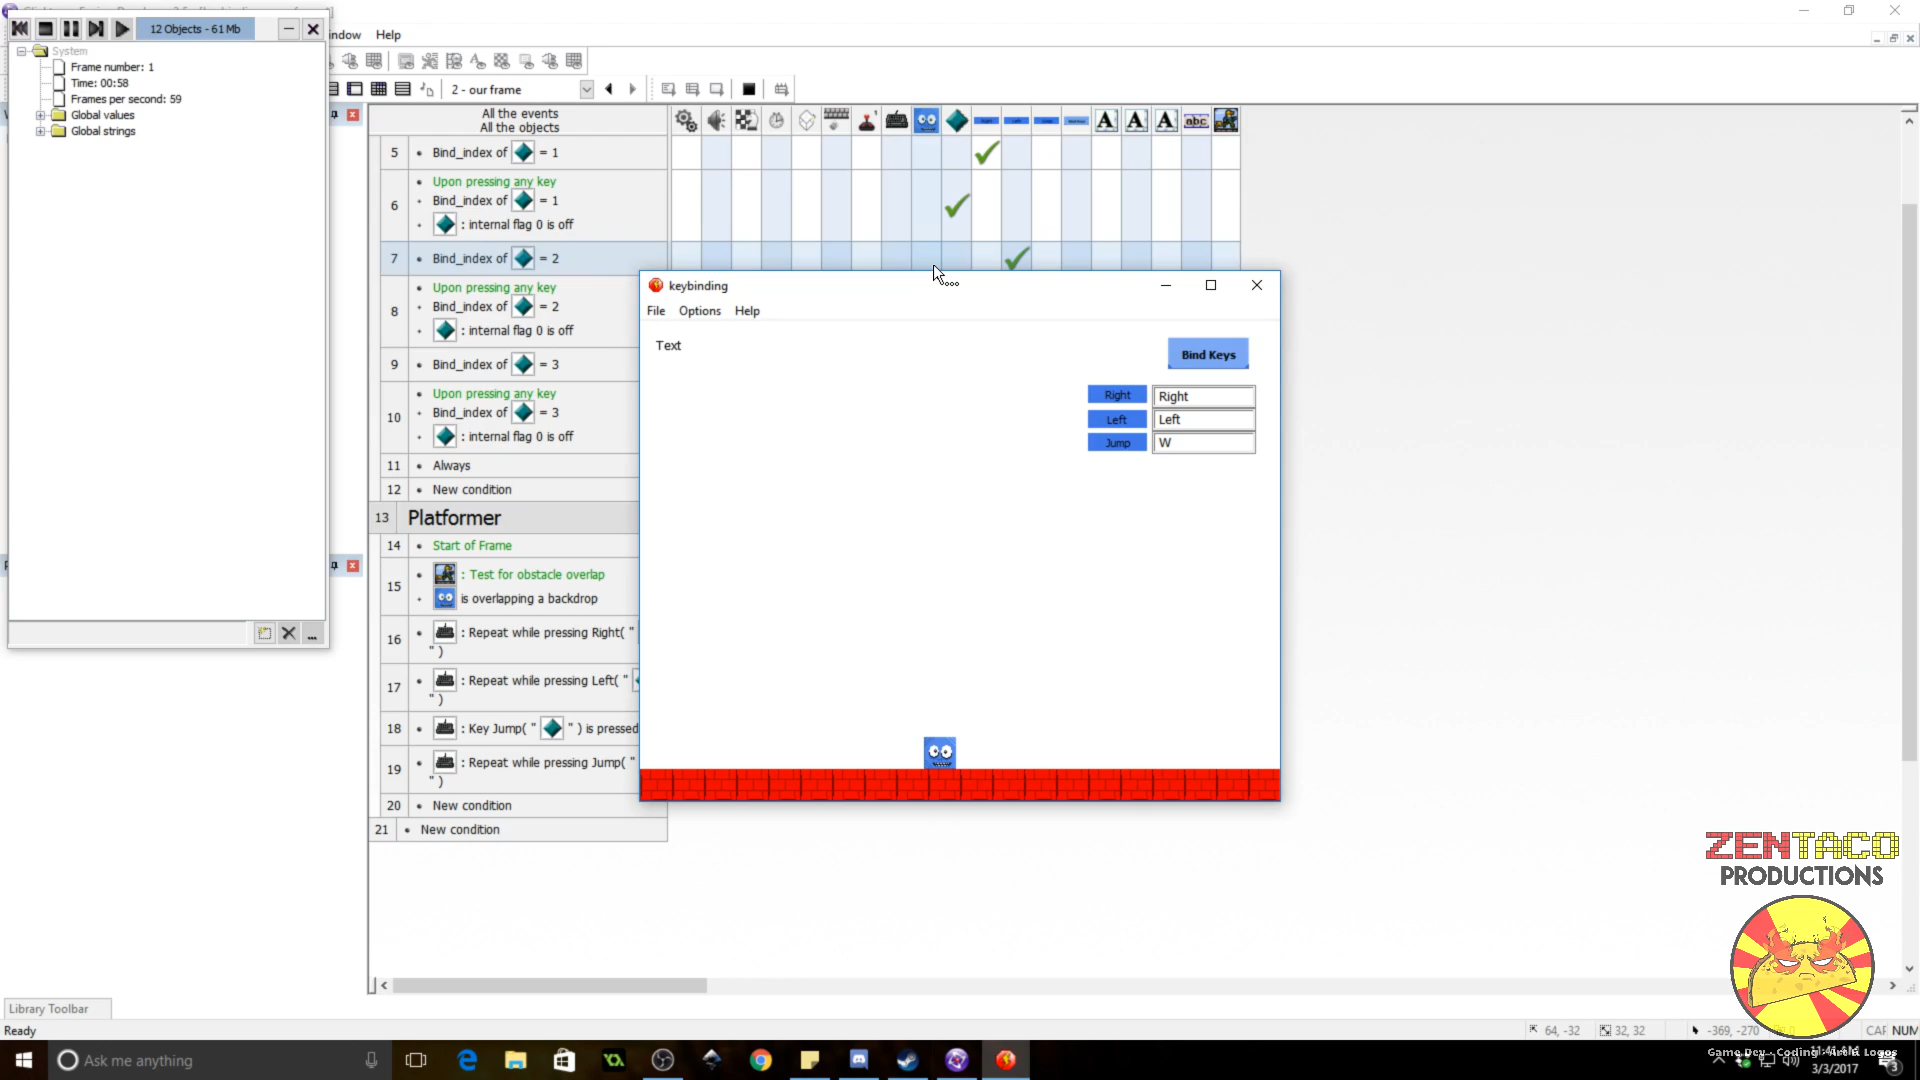 12 Objects - 61 Mb
System
Frame number: 1
Time: 00:58
Frames per second: 59
Global values
Global strings
Help
2 - our frame
All the events
All the objects
5 Bind_index of = 1
Upon pressing any key
6 Bind_index of = 1
: internal flag 0 is off
7 Bind_index of = 2
Upon pressing any key
8 Bind_index of = 2
: internal flag 0 is off
9 Bind_index of = 3
Upon pressing any key
10 Bind_index of = 3
: internal flag 0 is off
11 Always
12 New condition
13 Platformer
14 Start of Frame
15 : Test for obstacle overlap
is overlapping a backdrop
16 : Repeat while pressing Right( "
" )
17 : Repeat while pressing Left( "
" )
18 : Key Jump( " " ) is pressed
19 : Repeat while pressing Jump( "
" )
20 New condition
21 New condition
abc
keybinding
File Options Help
Text
Bind Keys
Right Right
Left Left
Jump W
ZENTACO
PRODUCTIONS
Library Toolbar
Ready
64, -32
32, 32
-369, -270
NUM
Ask me anything
Game Dev - Coding - Art & Logos
3/3/2017
3